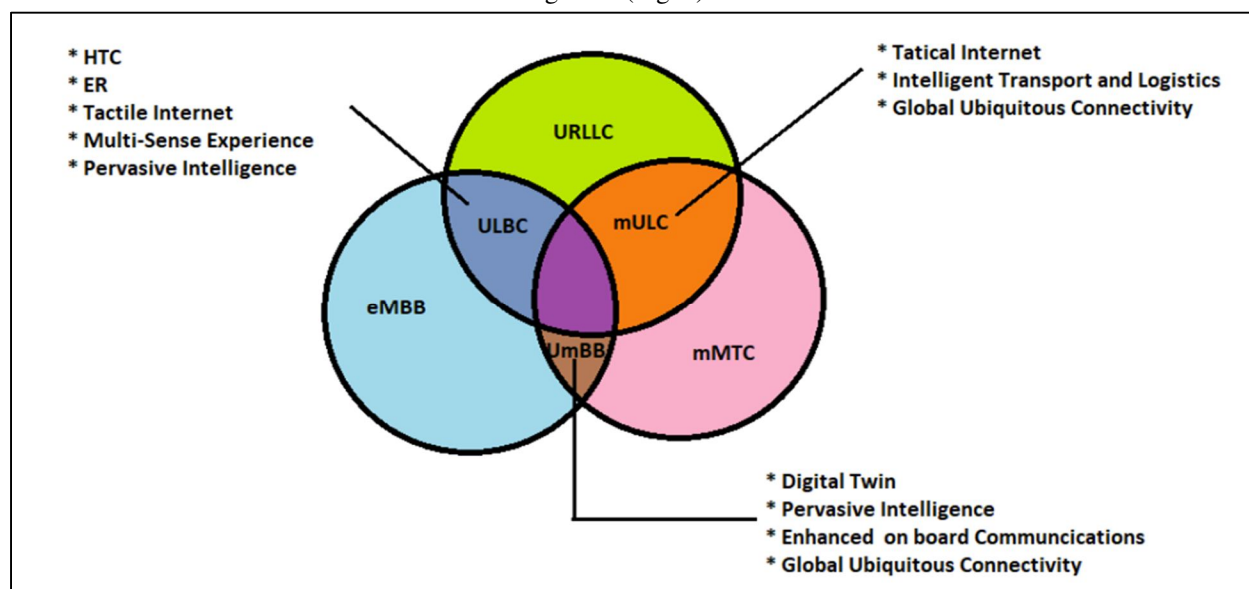 * HTC
* ER
* Tactile Internet
* Multi-Sense Experience
* Pervasive Intelligence
* Tatical Internet
* Intelligent Transport and Logistics
* Global Ubiquitous Connectivity
URLLC
ULBC
mULC
eMBB
UmBB
mMTC
* Digital Twin
* Pervasive Intelligence
* Enhanced on board Communcications
* Global Ubiquitous Connectivity